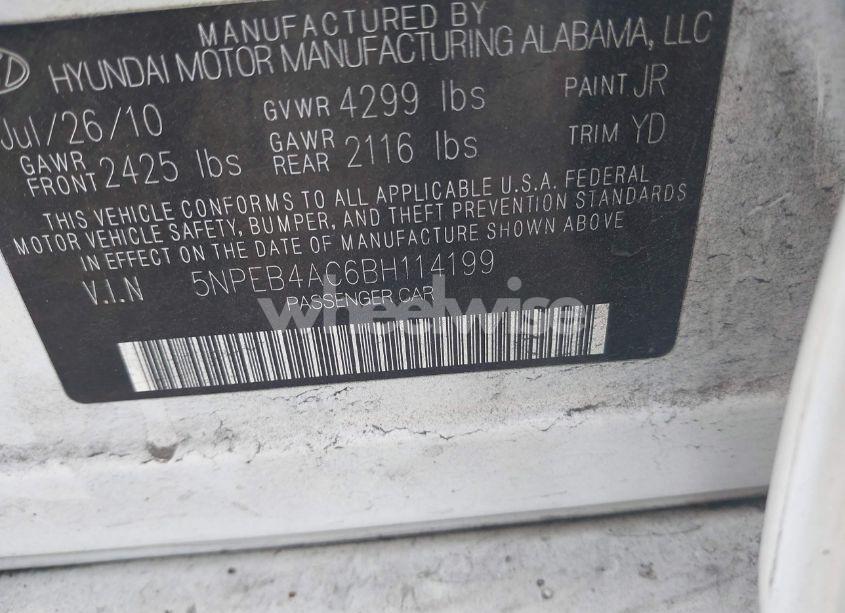 MANUFACTURED BY
HYUNDAI MOTOR MANUFACTURING ALABAMA, LLC
Jul/26/10 GVWR 4299 lbs PAINT JR
GAWR FRONT 2425 lbs GAWR REAR 2116 lbs TRIM YD
THIS VEHICLE CONFORMS TO ALL APPLICABLE U.S.A. FEDERAL
MOTOR VEHICLE SAFETY, BUMPER, AND THEFT PREVENTION STANDARDS
IN EFFECT ON THE DATE OF MANUFACTURE SHOWN ABOVE
V.I.N 5NPEB4AC6BH114199
PASSENGER CAR
wheelwise